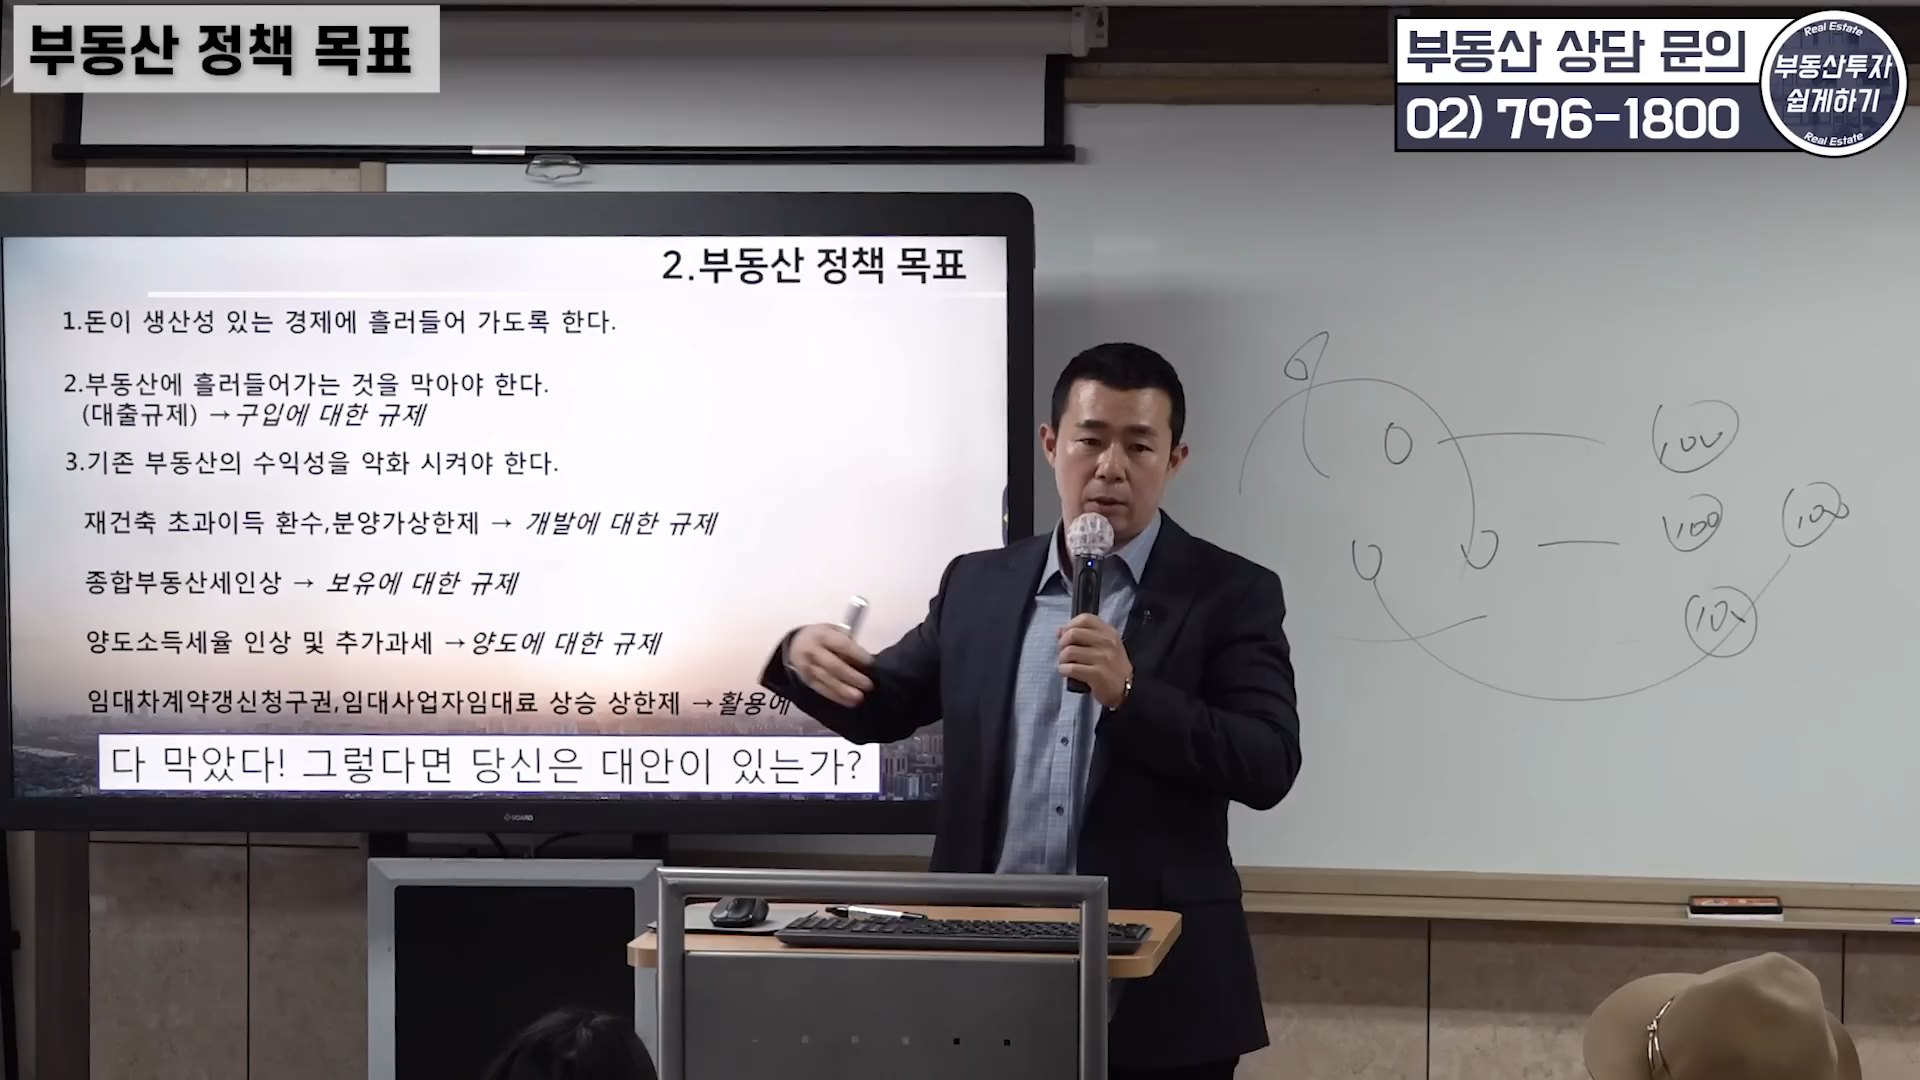 부동산 정책 목표
부동산 상담 문의
02) 796-1800
Real Estate
부동산투자
쉽게하기
Real Estate
2.부동산 정책 목표
1.돈이 생산성 있는 경제에 흘러들어 가도록 한다.
2.부동산에 흘러들어가는 것을 막아야 한다.
(대출규제) →구입에 대한 규제
3.기존 부동산의 수익성을 악화 시켜야 한다.
재건축 초과이득 환수,분양가상한제 → 개발에 대한 규제
종합부동산세인상 → 보유에 대한 규제
양도소득세율 인상 및 추가과세 →양도에 대한 규제
임대차계약갱신청구권,임대사업자임대료 상승 상한제 →활용에
다 막았다! 그렇다면 당신은 대안이 있는가?
100
100
100